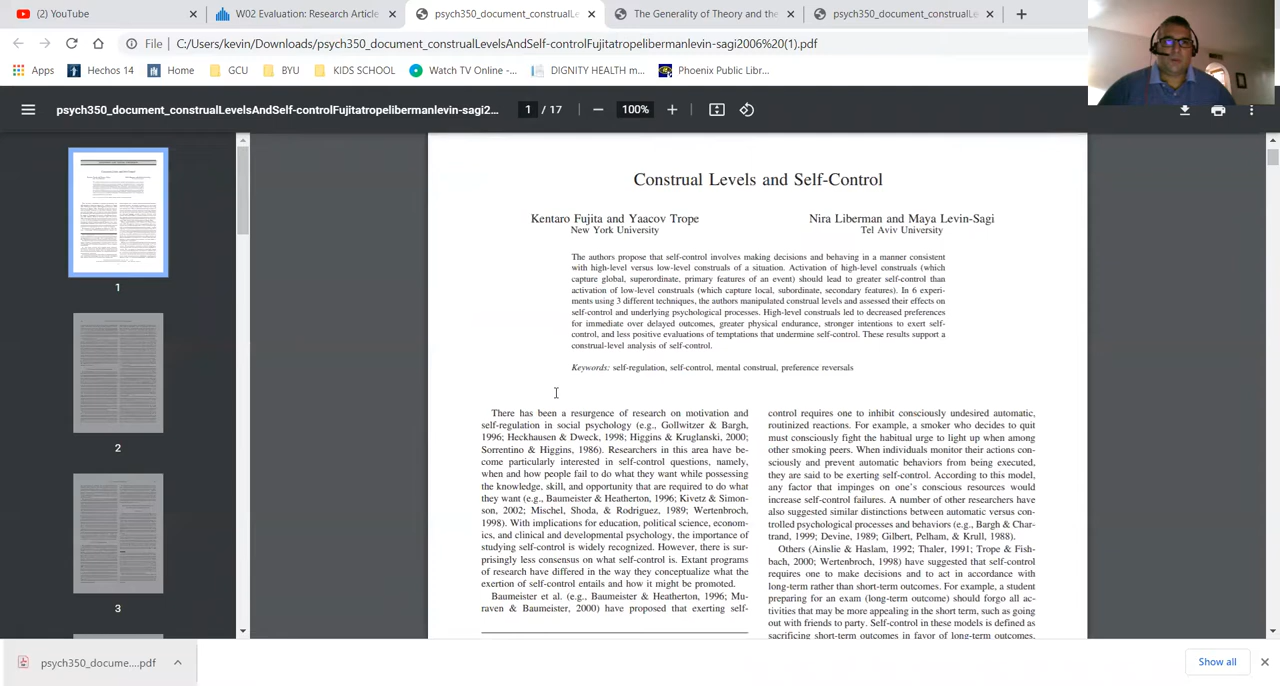 (2) YouTube
W02 Evaluation: Research Article
psych350_document_construalLe
The Generality of Theory and the
psych350_document_construalLe
File
C:/Users/kevin/Downloads/psych350_document_construalLevelsAndSelf-controlFujitatropelibermanlevin-sagi2006%20(1).pdf
Apps
Hechos 14
Home
GCU
BYU
KIDS SCHOOL
Watch TV Online -...
DIGNITY HEALTH m...
Phoenix Public Libr...
psych350_document_construalLevelsAndSelf-controlFujitatropelibermanlevin-sagi2...
1 / 17
100%
1
2
3
Construal Levels and Self-Control
Kentaro Fujita and Yaacov Trope
New York University
Nira Liberman and Maya Levin-Sagi
Tel Aviv University
The authors propose that self-control involves making decisions and behaving in a manner consistent
with high-level versus low-level construals of a situation. Activation of high-level construals (which
capture global, superordinate, primary features of an event) should lead to greater self-control than
activation of low-level construals (which capture local, subordinate, secondary features). In 6 experi-
ments using 3 different techniques, the authors manipulated construal levels and assessed their effects on
self-control and underlying psychological processes. High-level construals led to decreased preferences
for immediate over delayed outcomes, greater physical endurance, stronger intentions to exert self-
control, and less positive evaluations of temptations that undermine self-control. These results support a
construal-level analysis of self-control.
Keywords: self-regulation, self-control, mental construal, preference reversals
There has been a resurgence of research on motivation and
self-regulation in social psychology (e.g., Gollwitzer & Bargh,
1996; Heckhausen & Dweck, 1998; Higgins & Kruglanski, 2000;
Sorrentino & Higgins, 1986). Researchers in this area have be-
come particularly interested in self-control questions, namely,
when and how people fail to do what they want while possessing
the knowledge, skill, and opportunity that are required to do what
they want (e.g., Baumeister & Heatherton, 1996; Kivetz & Simon-
son, 2002; Mischel, Shoda, & Rodriguez, 1989; Wertenbroch,
1998). With implications for education, political science, econom-
ics, and clinical and developmental psychology, the importance of
studying self-control is widely recognized. However, there is sur-
prisingly less consensus on what self-control is. Extant programs
of research have differed in the way they conceptualize what the
exertion of self-control entails and how it might be promoted.
Baumeister et al. (e.g., Baumeister & Heatherton, 1996; Mu-
raven & Baumeister, 2000) have proposed that exerting self-
control requires one to inhibit consciously undesired automatic,
routinized reactions. For example, a smoker who decides to quit
must consciously fight the habitual urge to light up when among
other smoking peers. When individuals monitor their actions con-
sciously and prevent automatic behaviors from being executed,
they are said to be exerting self-control. According to this model,
any factor that impinges on one's conscious resources would
increase self-control failures. A number of other researchers have
also suggested similar distinctions between automatic versus con-
trolled psychological processes and behaviors (e.g., Bargh & Char-
trand, 1999; Devine, 1989; Gilbert, Pelham, & Krull, 1988).
Others (Ainslie & Haslam, 1992; Thaler, 1991; Trope & Fish-
bach, 2000; Wertenbroch, 1998) have suggested that self-control
requires one to make decisions and to act in accordance with
long-term rather than short-term outcomes. For example, a student
preparing for an exam (long-term outcome) should forgo all ac-
tivities that may be more appealing in the short term, such as going
out with friends to party. Self-control in these models is defined as
sacrificing short-term outcomes in favor of long-term outcomes.
psych350_docume....pdf
Show all